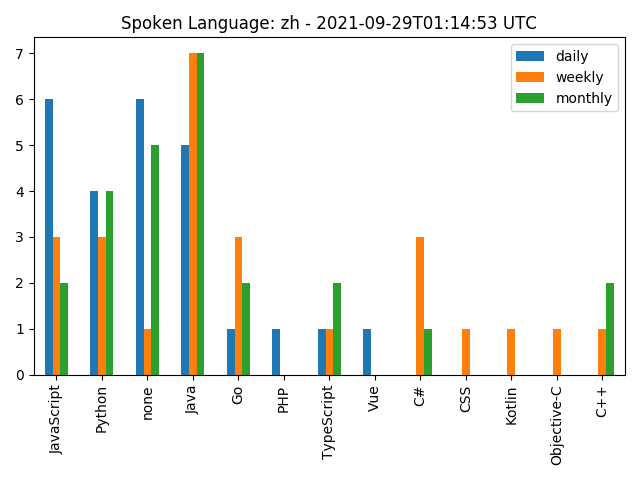 Spoken Language: zh - 2021-09-29T01:14:53 UTC
daily
weekly
monthly
7
6
5
4
3
2
1
0
JavaScript
Python
none
Java
Go
PHP
TypeScript
Vue
C#
CSS
Kotlin
Objective-C
C++